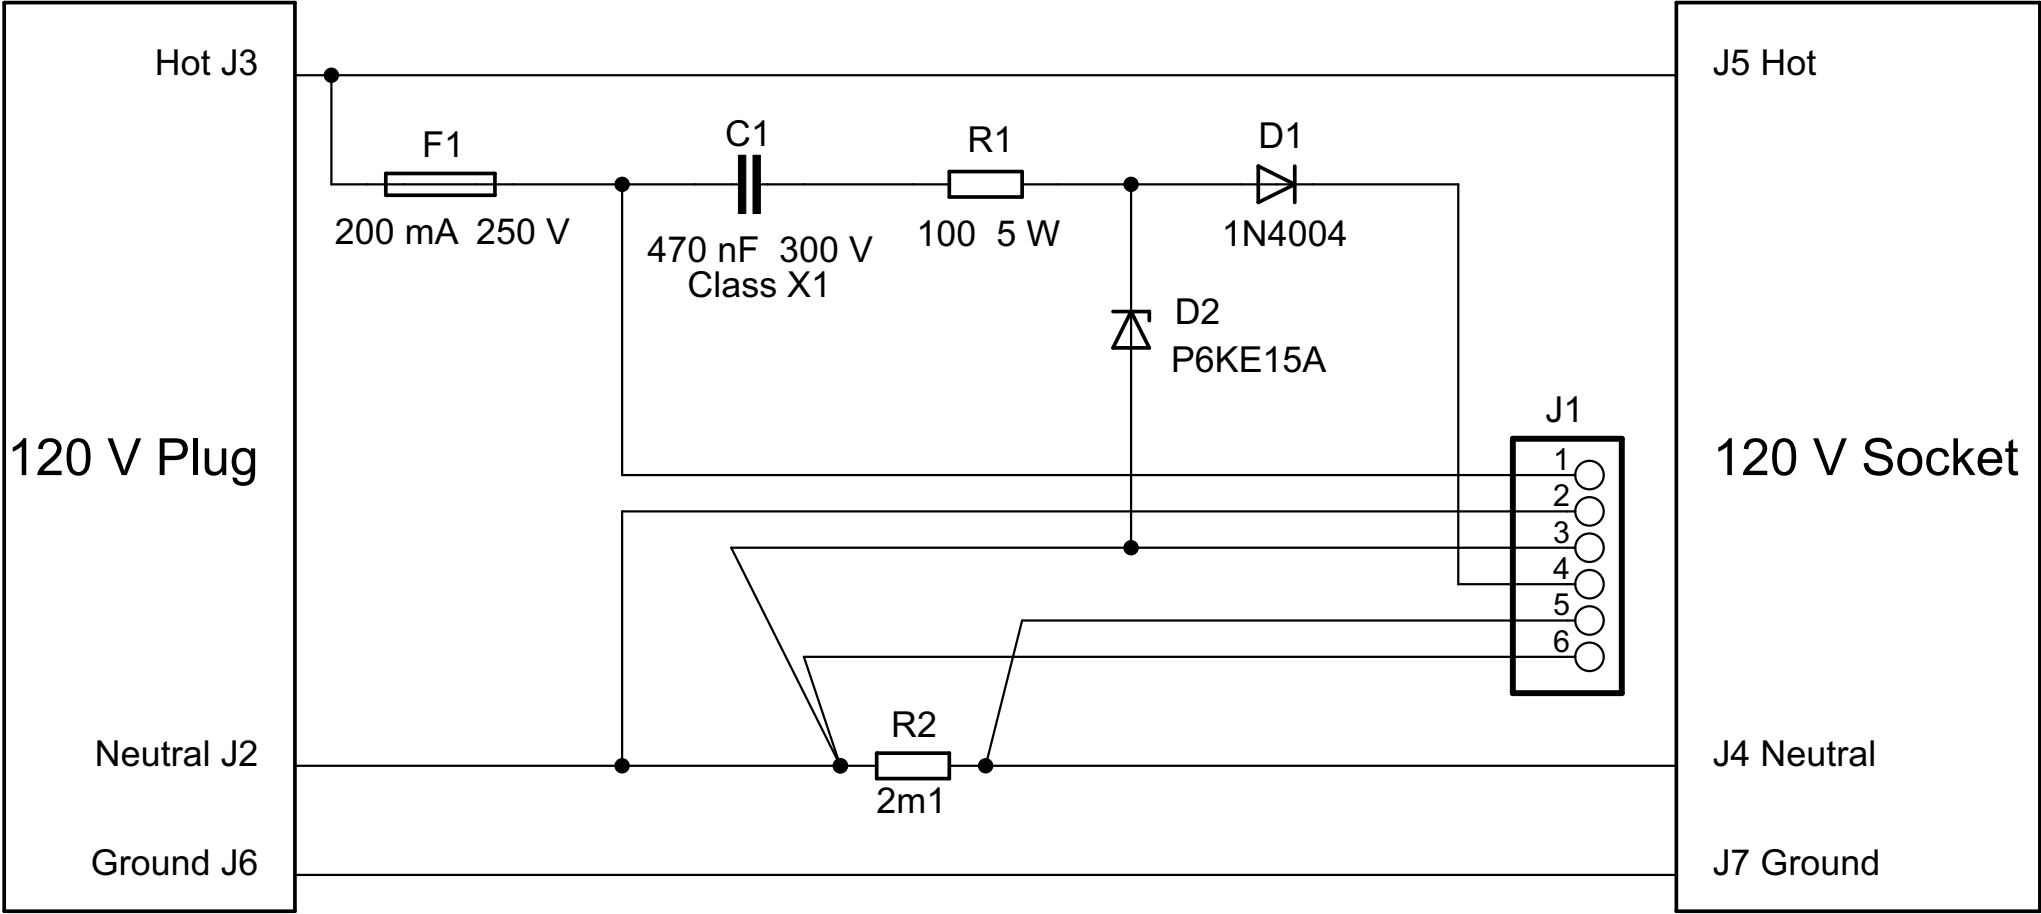 Hot J3
J5 Hot
F1
C1
R1
D1
200 mA 250 V
470 nF 300 V
Class X1
100 5 W
1N4004
D2
P6KE15A
J1
120 V Plug
120 V Socket
1
2
3
4
5
6
R2
2m1
Neutral J2
J4 Neutral
Ground J6
J7 Ground